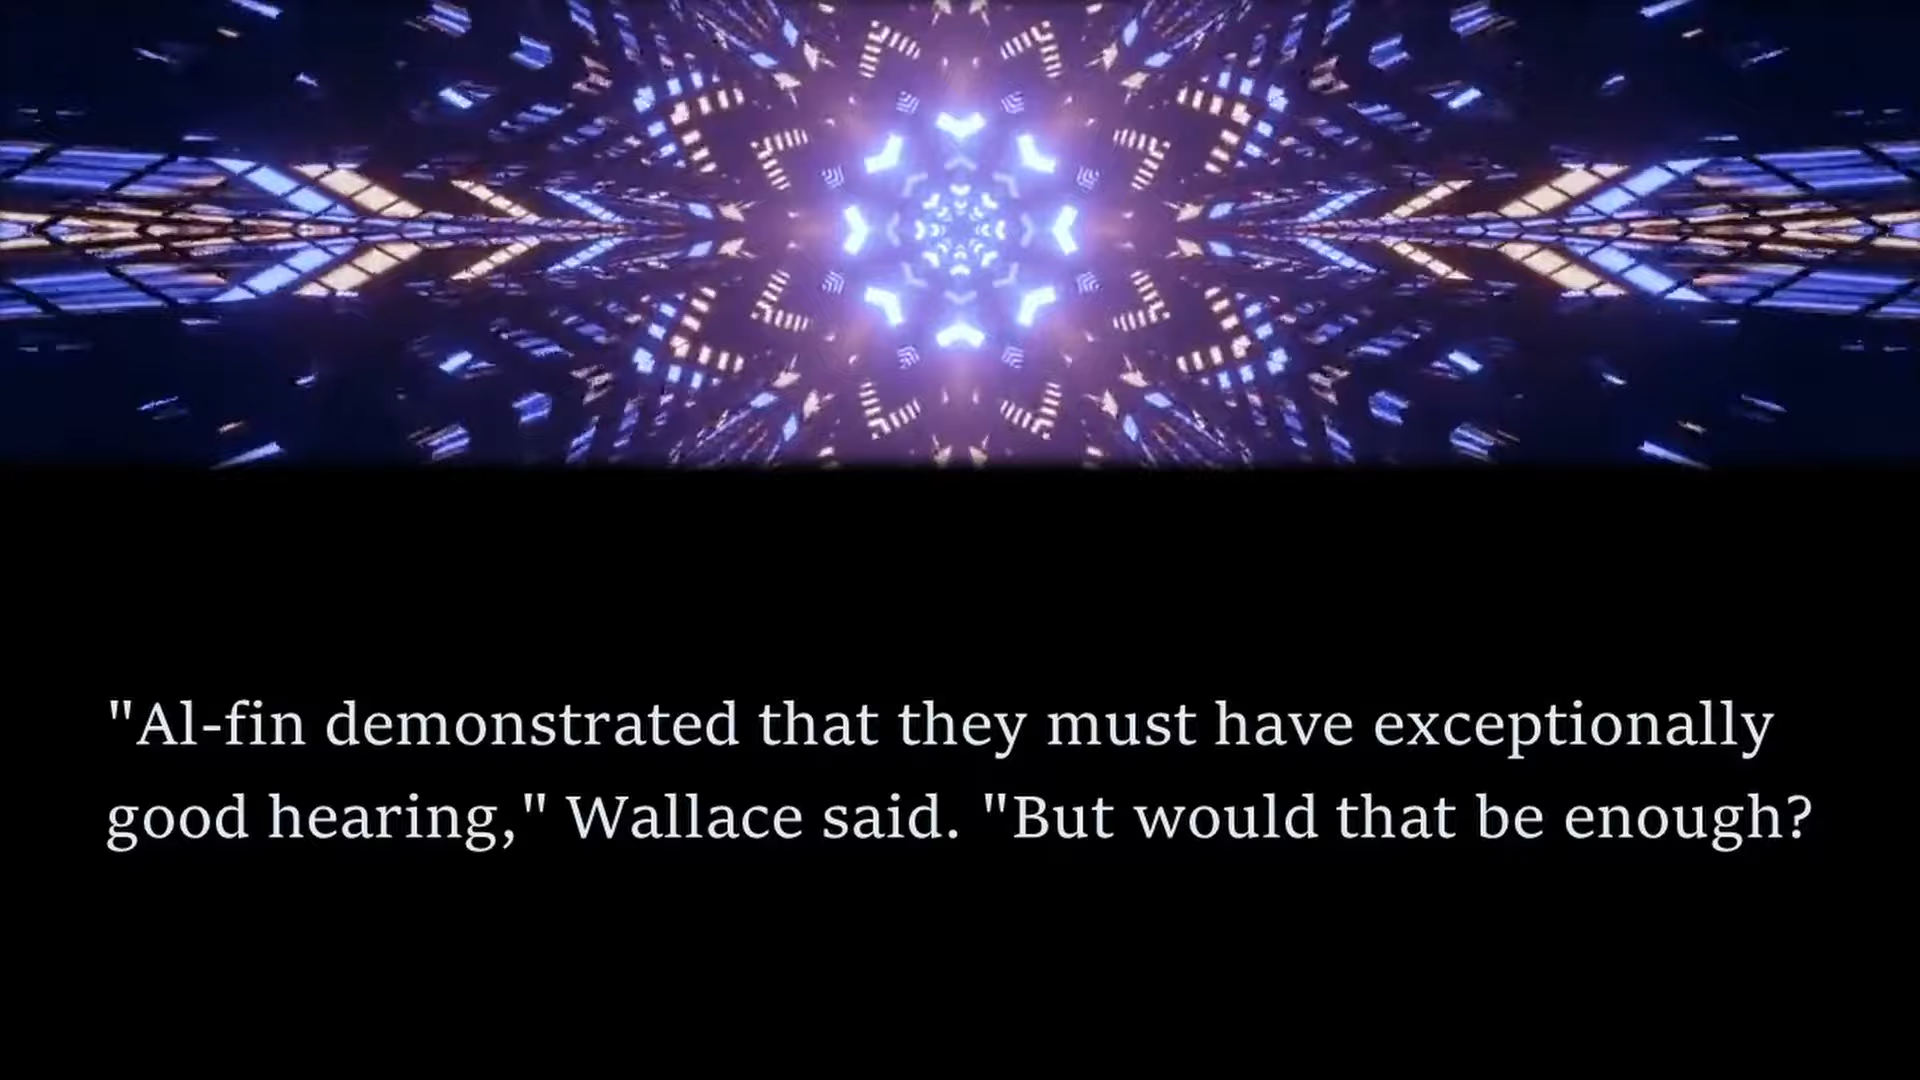 "Al-fin demonstrated that they must have exceptionally
good hearing," Wallace said. "But would that be enough?